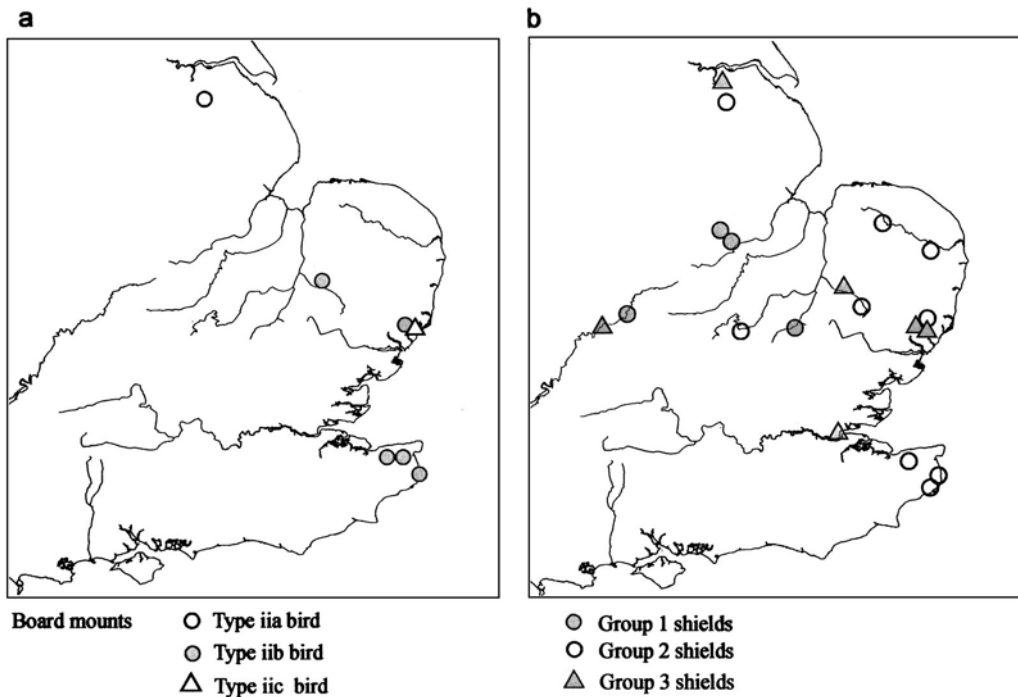 a
b
Board mounts
Type iia bird
Type iib bird
Type iic bird
Group 1 shields
Group 2 shields
Group 3 shields